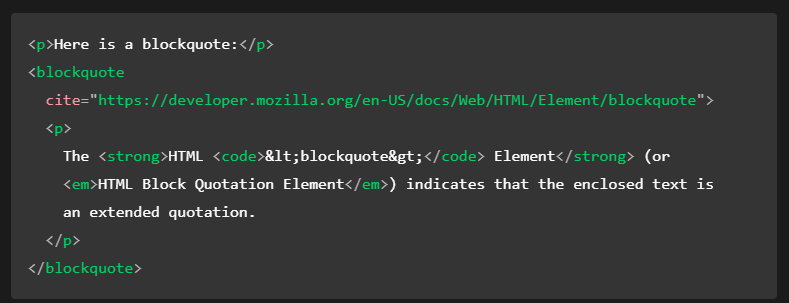 <p>Here is a blockquote:</p>
<blockquote
  cite="https://developer.mozilla.org/en-US/docs/Web/HTML/Element/blockquote">
  <p>
    The <strong>HTML <code>&lt;blockquote&gt;</code> Element</strong> (or
    <em>HTML Block Quotation Element</em>) indicates that the enclosed text is
    an extended quotation.
  </p>
</blockquote>